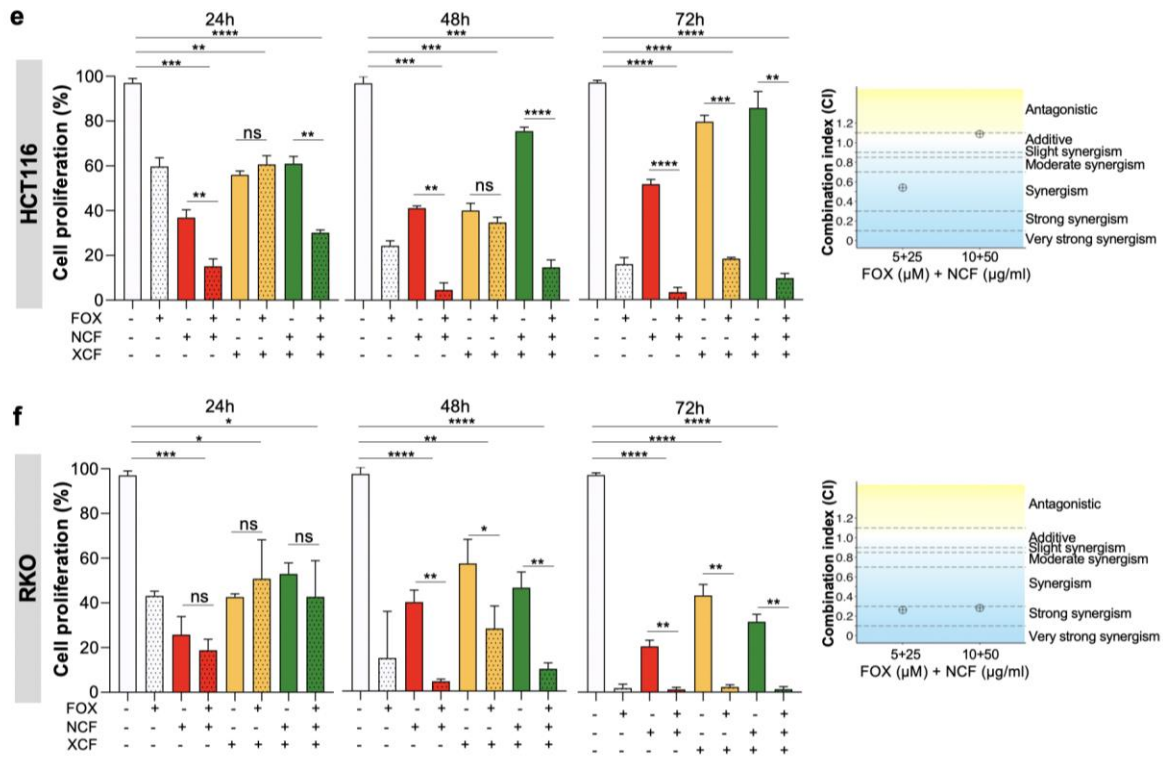 e
24h
48h
72h
****
***
****
**
***
****
***
***
****
**
****
***
ns
**
****
**
**
ns
HCT116
Cell proliferation (%)
100
80
60
40
20
0
FOX - + - + - + - +
NCF - - + + - - + +
XCF - - - - + + + +
- + - + - + - +
- - + + - - + +
- - - - + + + +
- + - + - + - +
- - + + - - + +
- - - - + + + +
Combination index (CI)
1.2
1.0
0.8
0.6
0.4
0.2
0
Antagonistic
Additive
Slight synergism
Moderate synergism
Synergism
Strong synergism
Very strong synergism
5+25
10+50
FOX (µM) + NCF (µg/ml)
f
24h
48h
72h
*
****
****
*
**
****
***
****
****
ns
ns
ns
*
**
**
**
**
**
RKO
Cell proliferation (%)
100
80
60
40
20
0
FOX - + - + - + - +
NCF - - + + - - + +
XCF - - - - + + + +
- + - + - + - +
- - + + - - + +
- - - - + + + +
- + - + - + - +
- - + + - - + +
- - - - + + + +
Combination index (CI)
1.2
1.0
0.8
0.6
0.4
0.2
0
Antagonistic
Additive
Slight synergism
Moderate synergism
Synergism
Strong synergism
Very strong synergism
5+25
10+50
FOX (µM) + NCF (µg/ml)